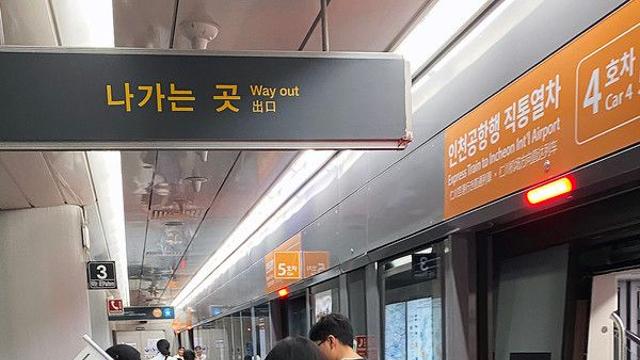 나가는 곳
Way out
出口
인천공항행 직통열차
Express Train to Incheon Int'l Airport
4 호차
Car 4
5 호차
3